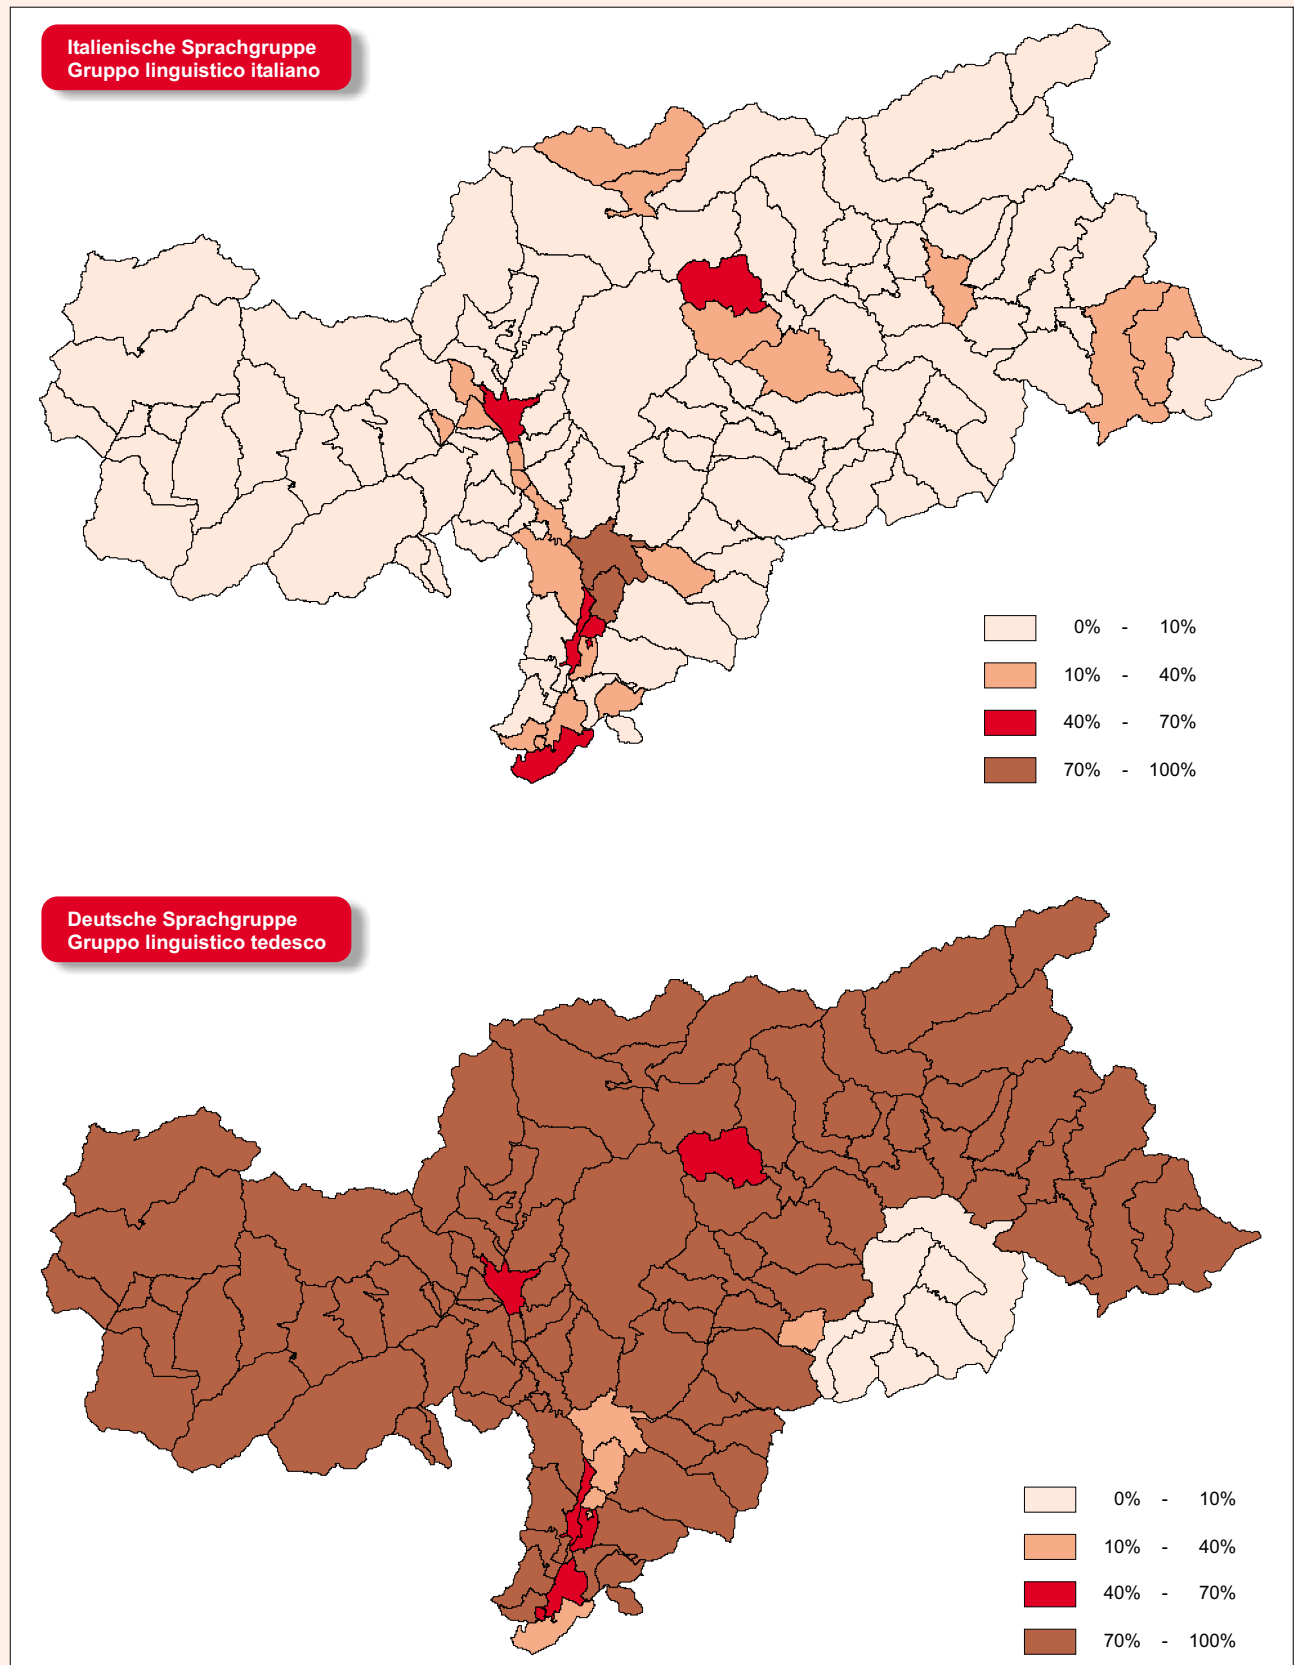 Italienische Sprachgruppe
Gruppo linguistico italiano
0% - 10%
10% - 40%
40% - 70%
70% - 100%
Deutsche Sprachgruppe
Gruppo linguistico tedesco
0% - 10%
10% - 40%
40% - 70%
70% - 100%